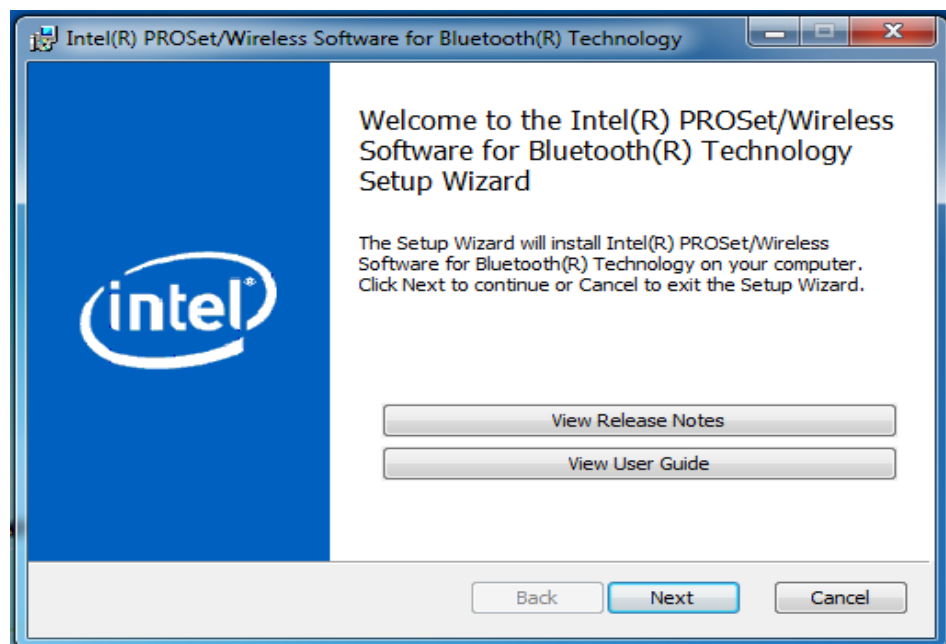 Intel(R) PROSet/Wireless Software for Bluetooth(R) Technology
Welcome to the Intel(R) PROSet/Wireless
Software for Bluetooth(R) Technology
Setup Wizard
The Setup Wizard will install Intel(R) PROSet/Wireless
Software for Bluetooth(R) Technology on your computer.
Click Next to continue or Cancel to exit the Setup Wizard.
intel®
View Release Notes
View User Guide
Back Next Cancel